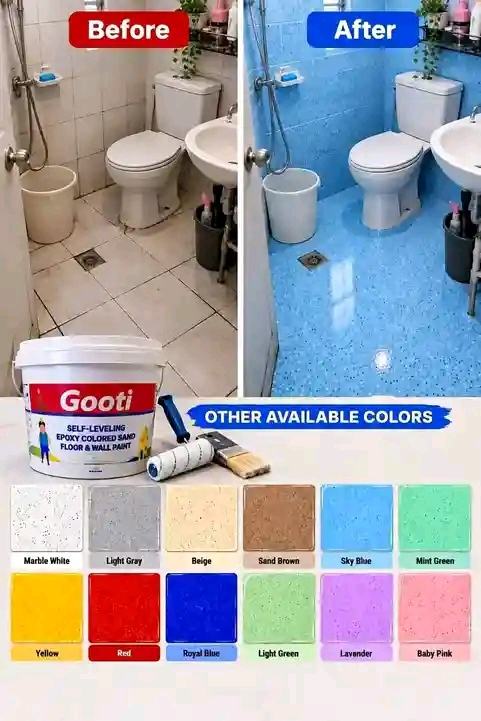 Before
After
Gooti
SELF-LEVELING
EPOXY COLORED SAND
FLOOR & WALL PAINT
OTHER AVAILABLE COLORS
Marble White
Light Gray
Beige
Sand Brown
Sky Blue
Mint Green
Yellow
Red
Royal Blue
Light Green
Lavender
Baby Pink